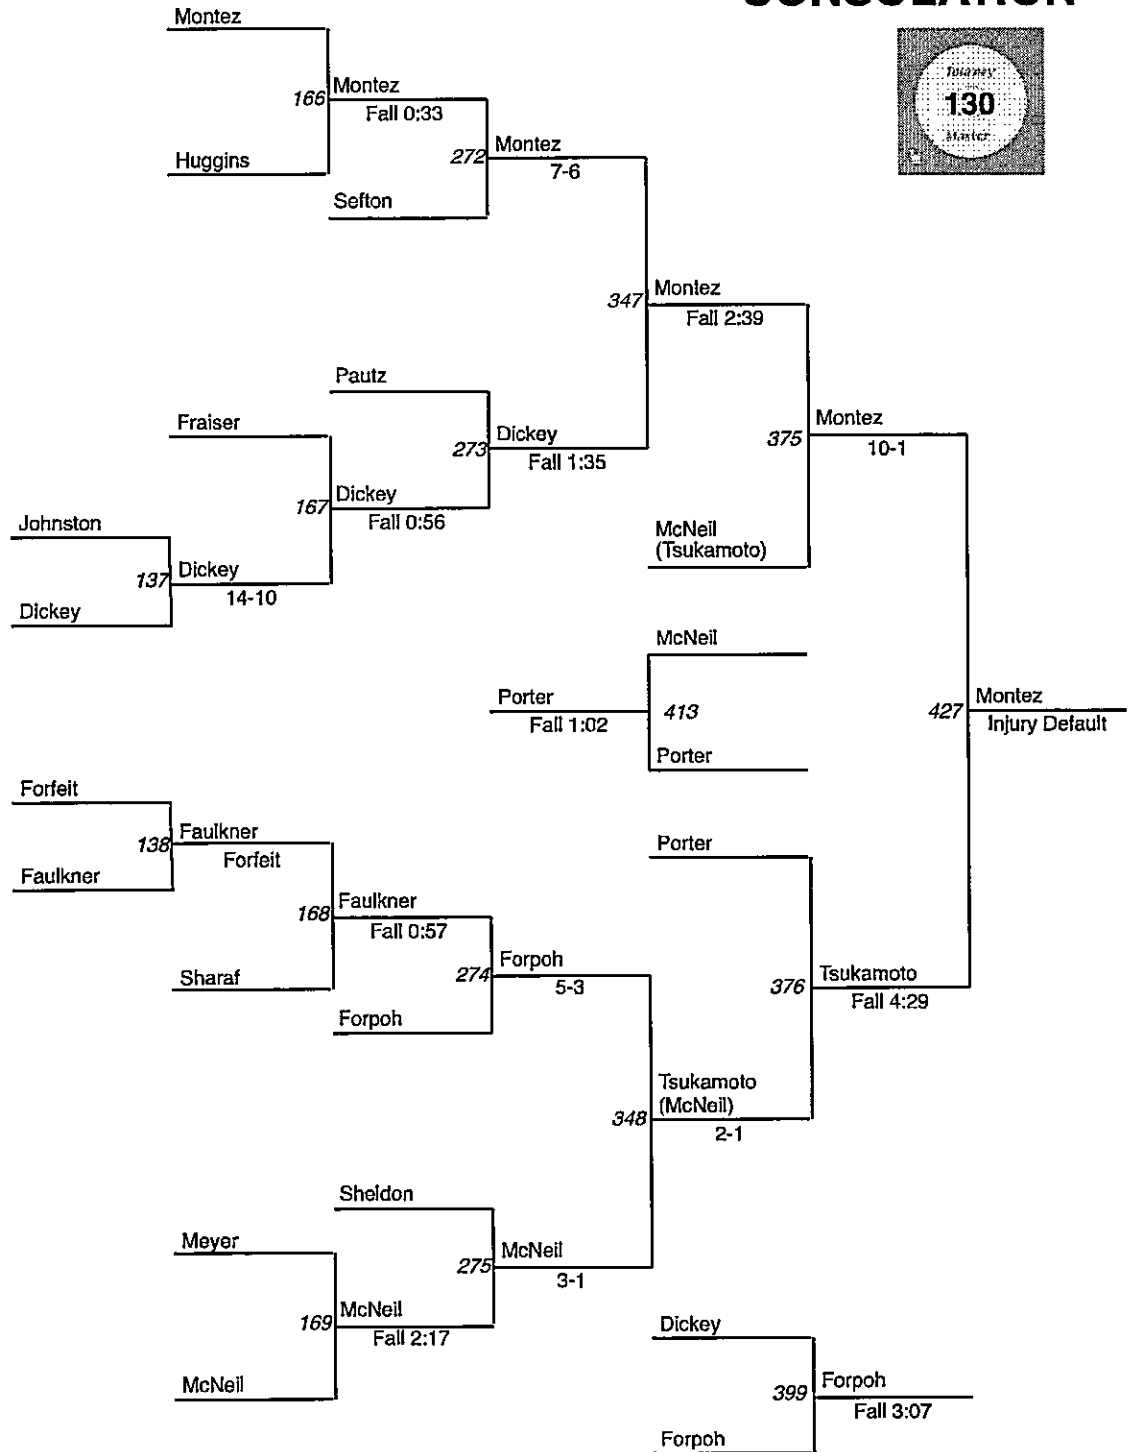 CONSOLATION
Montez
Tourney
130
Master
166
Montez
Fall 0:33
Huggins
272
Montez
7-6
Sefton
347
Montez
Fall 2:39
Pautz
Fraiser
273
Dickey
Fall 1:35
375
Montez
10-1
167
Dickey
Fall 0:56
Johnston
137
Dickey
14-10
Dickey
McNeil
(Tsukamoto)
McNeil
Porter
Fall 1:02
413
Porter
427
Montez
Injury Default
Forfeit
138
Faulkner
Forfeit
Faulkner
Porter
168
Faulkner
Fall 0:57
Sharaf
274
Forpoh
5-3
Forpoh
376
Tsukamoto
Fall 4:29
348
Tsukamoto
(McNeil)
2-1
Sheldon
Meyer
275
McNeil
3-1
169
McNeil
Fall 2:17
McNeil
Dickey
399
Forpoh
Fall 3:07
Forpoh